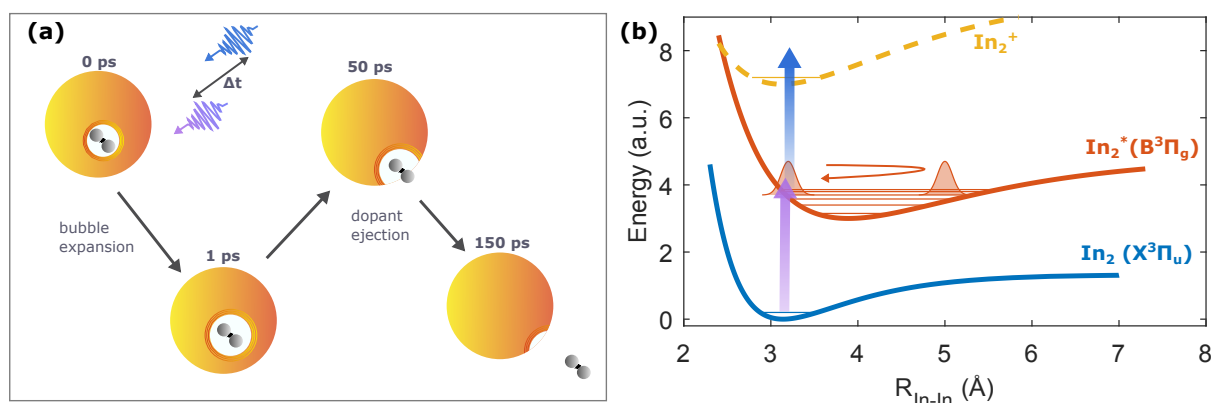 (a)
0 ps
Δt
50 ps
bubble
expansion
dopant
ejection
1 ps
150 ps
(b)
Energy (a.u.)
8
6
4
2
0
In₂⁺
In₂*(B³Πg)
In₂ (X³Πu)
2 3 4 5 6 7 8
R_In-In (Å)